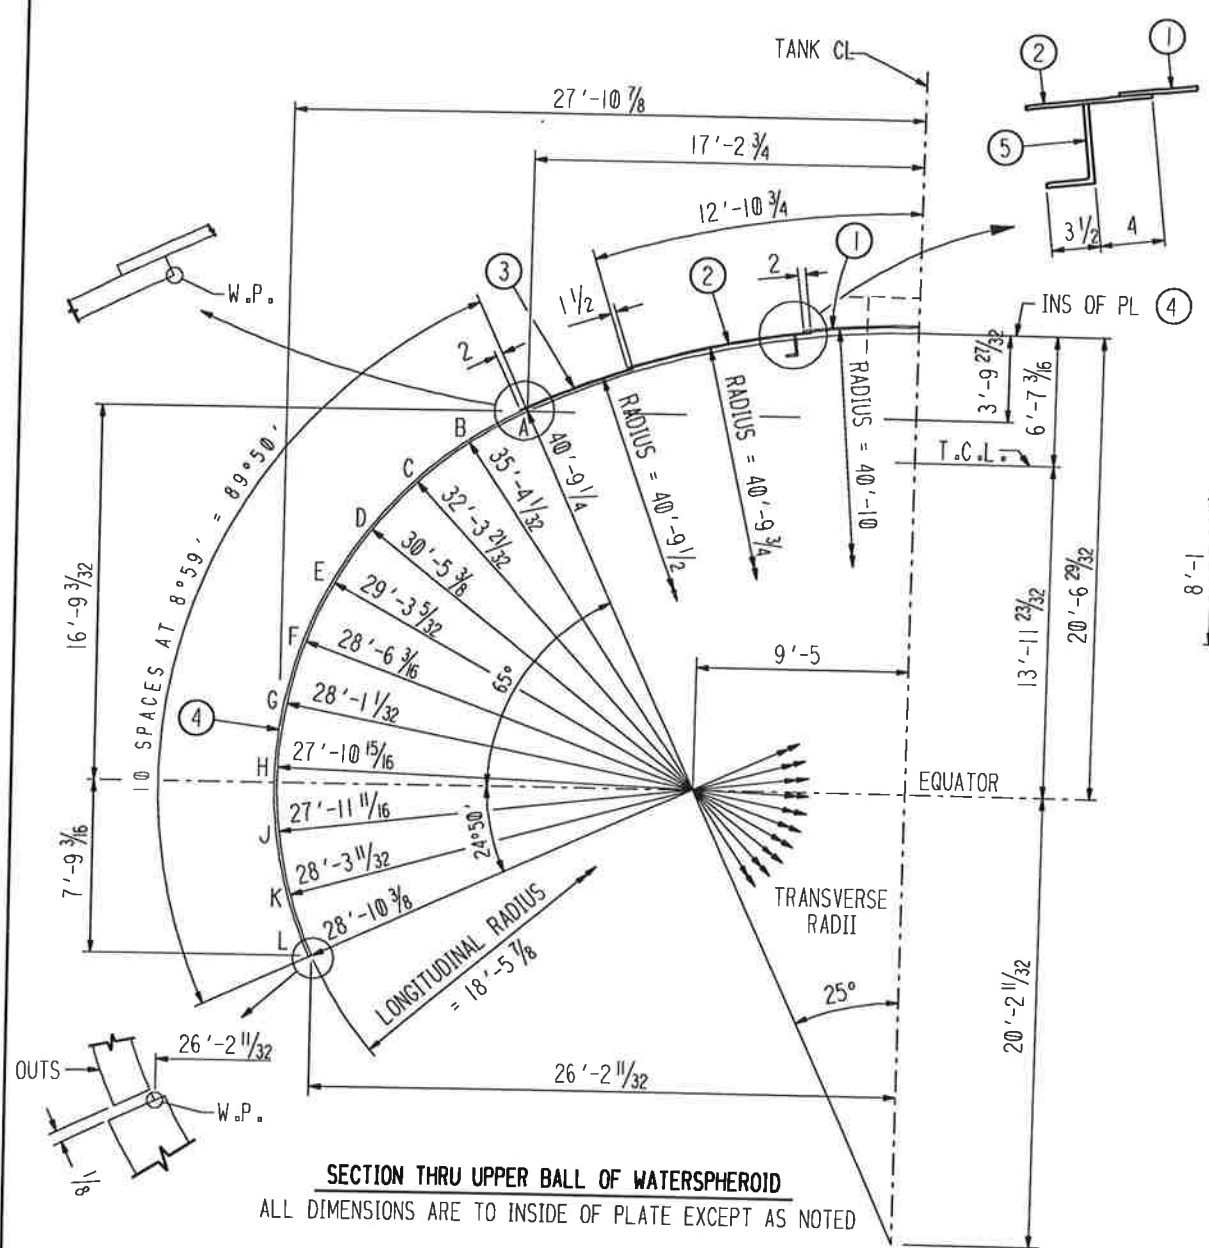 TANK CL
2
1
5
3 1/2
4
27'-10 7/8
17'-2 3/4
12'-10 3/4
W.P.
3
1 1/2
2
2
1
2
INS OF PL 4
3'-9 27/32
6'-7 3/16
T.C.L.
RADIUS = 40'-9 1/2
RADIUS = 40'-9 3/4
RADIUS = 40'-10
A
B
C
D
E
F
G
H
J
K
L
40'-9 1/4
35'-4 1/32
32'-3 21/32
30'-5 3/8
29'-3 5/32
28'-6 3/16
28'-1 1/32
27'-10 15/16
27'-11 11/16
28'-3 11/32
28'-10 3/8
10 SPACES AT 8°59' = 89°50'
16'-9 3/32
7'-9 3/16
4
65°
24°50'
9'-5
13'-11 23/32
20'-6 29/32
8'-1
EQUATOR
TRANSVERSE
RADII
LONGITUDINAL RADIUS
= 18'-5 7/8
25°
20'-2 11/32
26'-2 11/32
26'-2 11/32
OUTS
W.P.
1/8
SECTION THRU UPPER BALL OF WATERSPHEROID
ALL DIMENSIONS ARE TO INSIDE OF PLATE EXCEPT AS NOTED